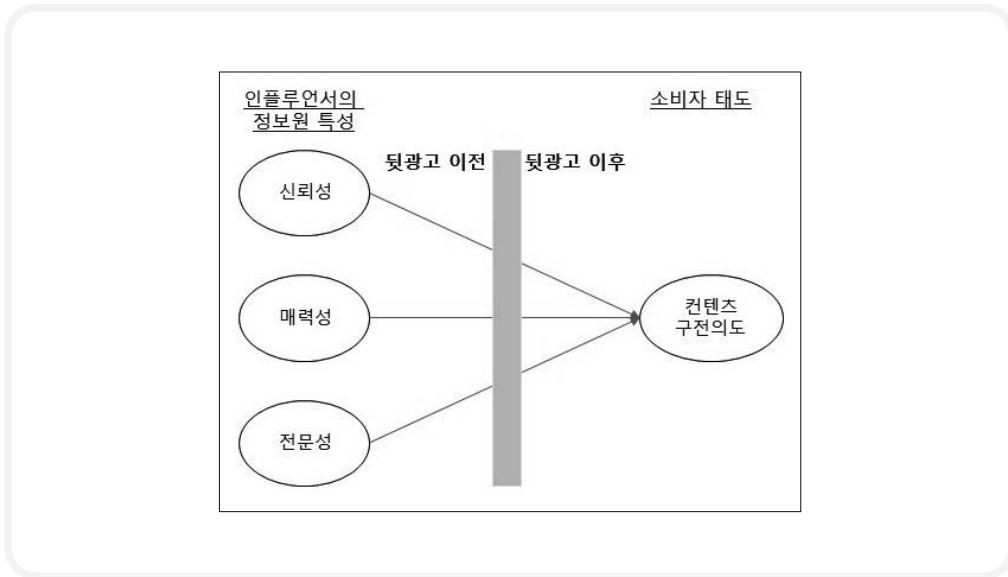 인플루언서의
정보원 특성
소비자 태도
뒷광고 이전
뒷광고 이후
신뢰성
매력성
컨텐츠
구전의도
전문성